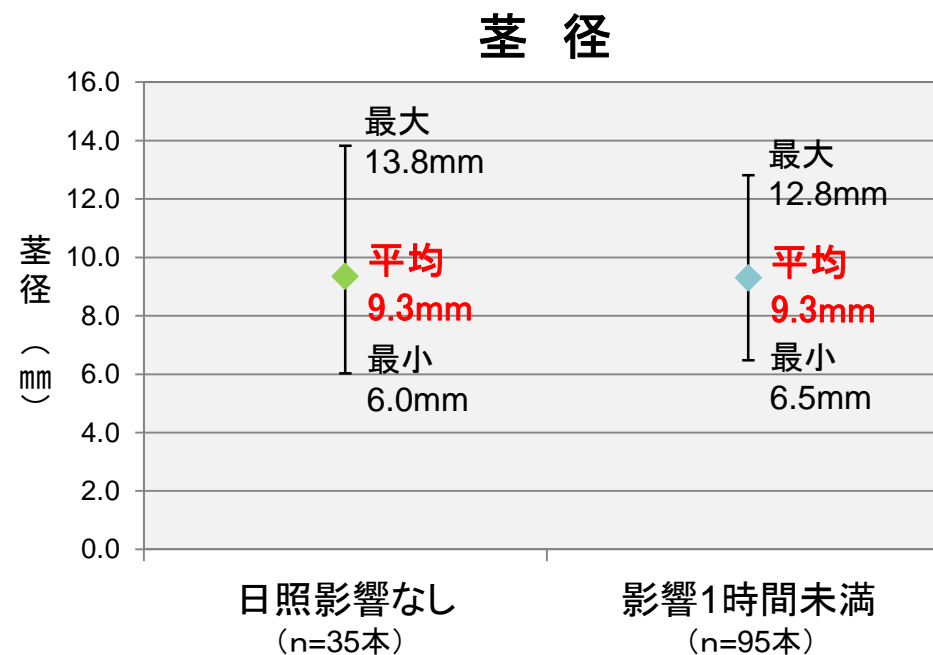 茎 径
16.0
14.0
12.0
10.0
8.0
6.0
4.0
2.0
0.0
茎径 (㎜)
最大
13.8mm
平均
9.3mm
最小
6.0mm
最大
12.8mm
平均
9.3mm
最小
6.5mm
日照影響なし
(n=35本)
影響1時間未満
(n=95本)